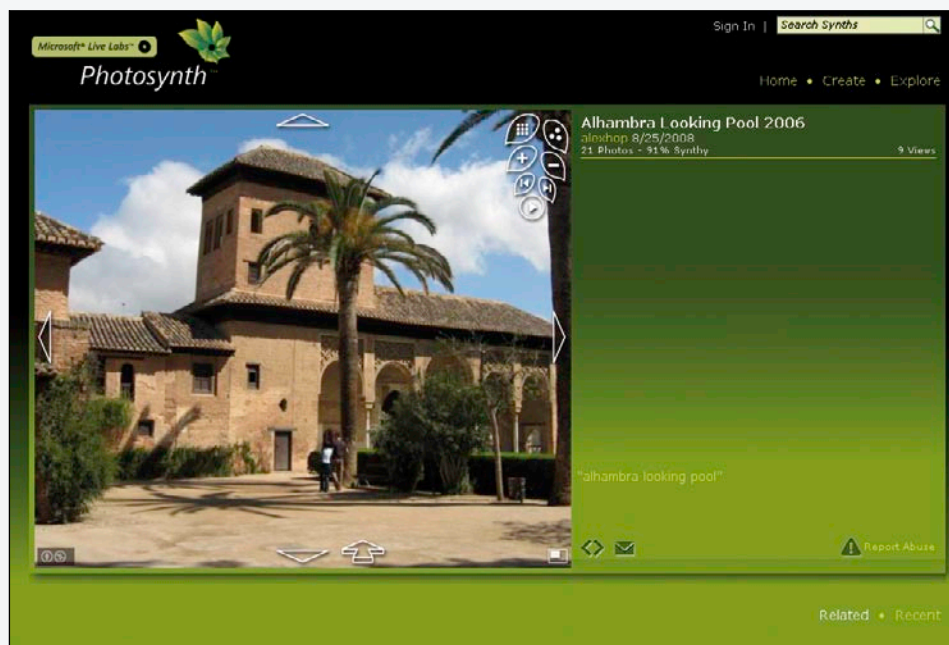 Sign In | Search Synths
Microsoft® Live Labs™
Photosynth™
Home • Create • Explore
Alhambra Looking Pool 2006
alexhop 8/25/2008
21 Photos - 91% Synthy 9 Views
"alhambra looking pool"
Report Abuse
Related • Recent